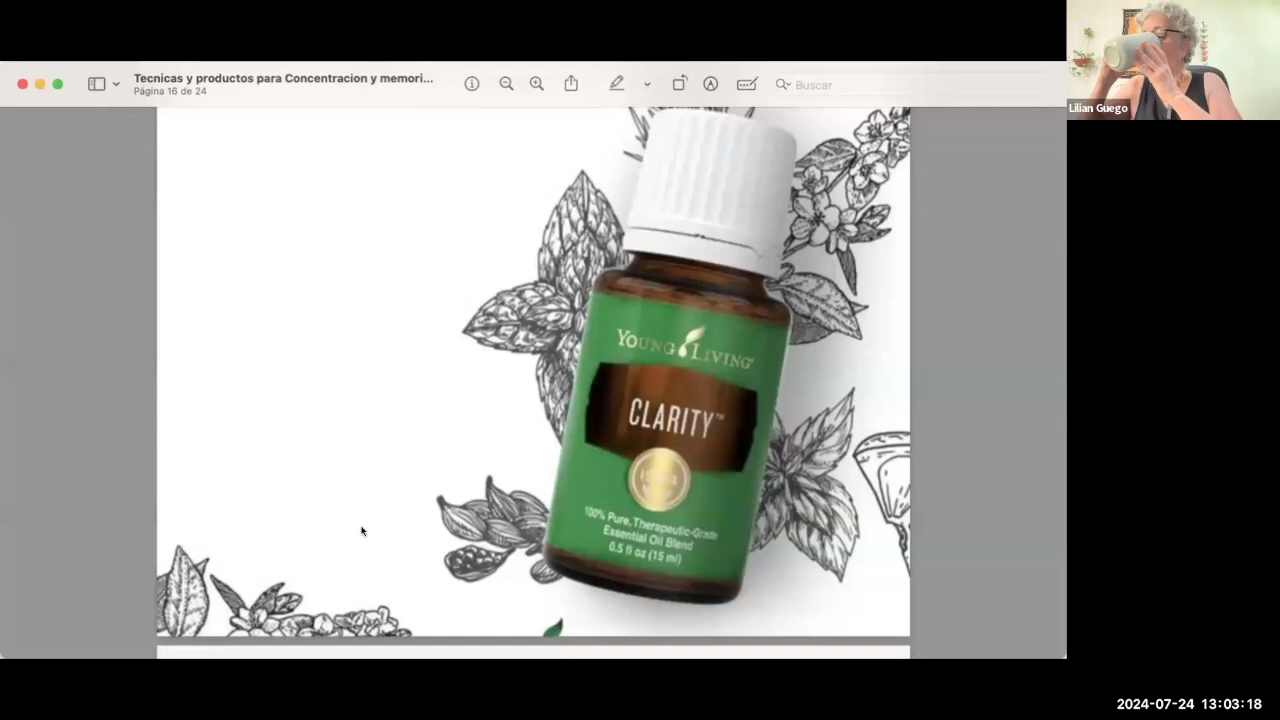 Tecnicas y productos para Concentracion y memori...
Página 16 de 24
Buscar
Lilian Guego
YOUNG LIVING
CLARITY™
100% Pure, Therapeutic-Grade
Essential Oil Blend
0.5 fl oz (15 ml)
2024-07-24 13:03:18